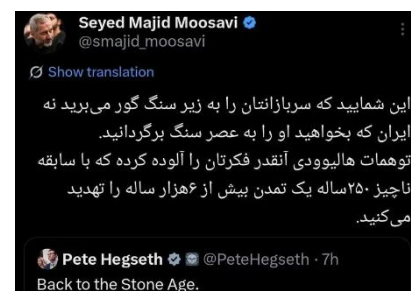 Seyed Majid Moosavi
@smajid_moosavi
Show translation
این شمایید که سربازانتان را به زیر سنگ گور می‌برید نه
ایران که بخواهید او را به عصر سنگ برگردانید.
توهمات هالیوودی آنقدر فکرتان را آلوده کرده که با سابقه
ناچیز ۲۵۰ساله یک تمدن بیش از ۶هزار ساله را تهدید
می‌کنید.
Pete Hegseth @PeteHegseth · 7h
Back to the Stone Age.